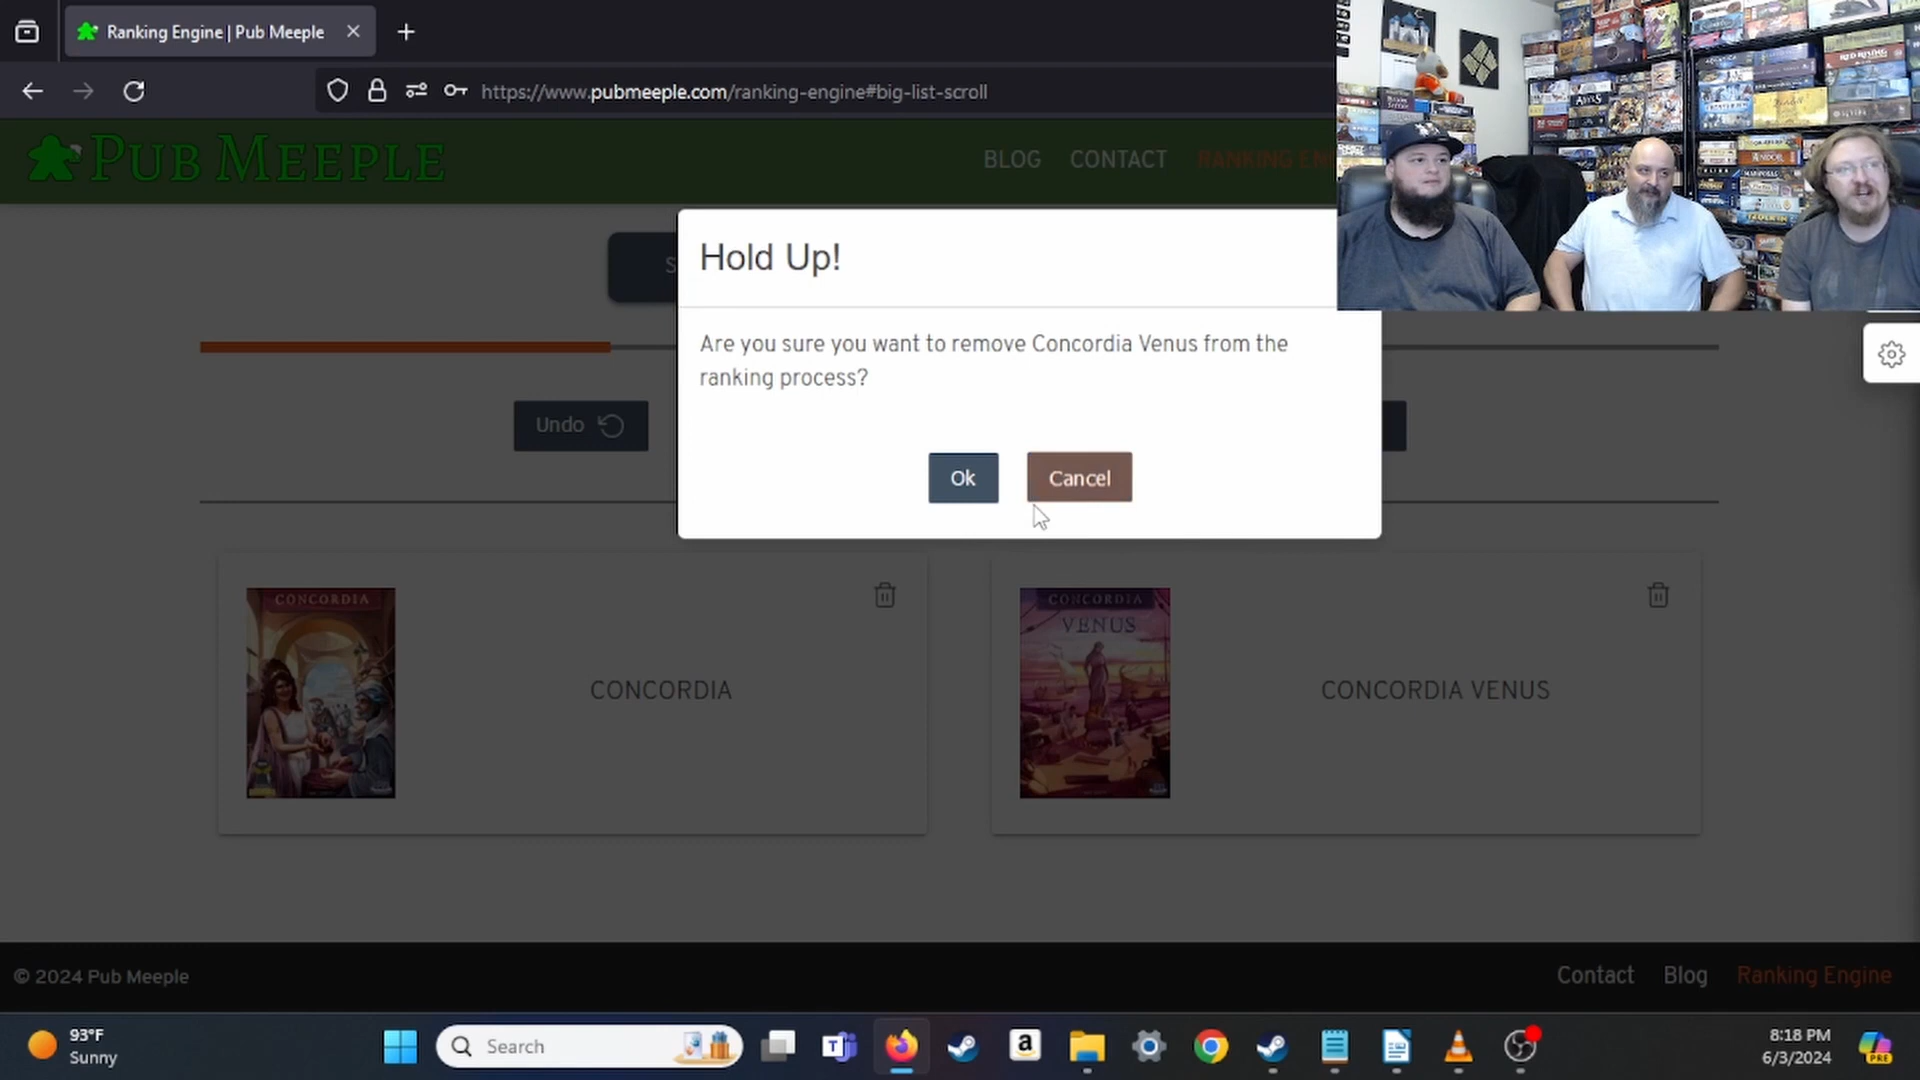 Ranking Engine | Pub Meeple
https://www.pubmeeple.com/ranking-engine#big-list-scroll
PUB MEEPLE
BLOG
CONTACT
RANKING EN
Hold Up!
Are you sure you want to remove Concordia Venus from the
ranking process?
Undo
Ok
Cancel
CONCORDIA
CONCORDIA
CONCORDIA
VENUS
CONCORDIA VENUS
© 2024 Pub Meeple
Contact
Blog
Ranking Engine
93°F
Sunny
Search
8:18 PM
6/3/2024